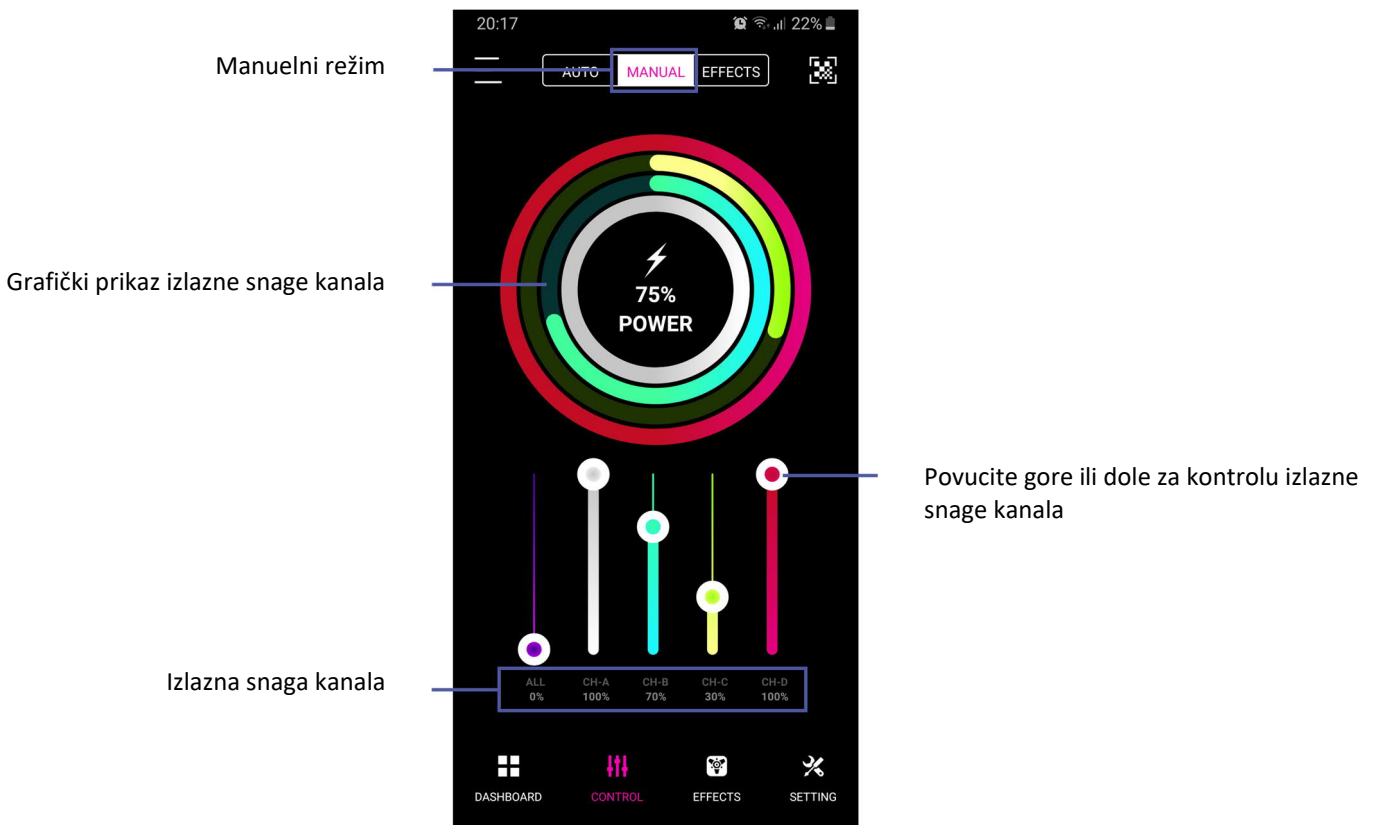 20:17
22%
Manuelni režim
AUTO MANUAL EFFECTS
Grafički prikaz izlazne snage kanala
75%
POWER
Povucite gore ili dole za kontrolu izlazne
snage kanala
Izlazna snaga kanala
ALL CH-A CH-B CH-C CH-D
0% 100% 70% 30% 100%
DASHBOARD CONTROL EFFECTS SETTING